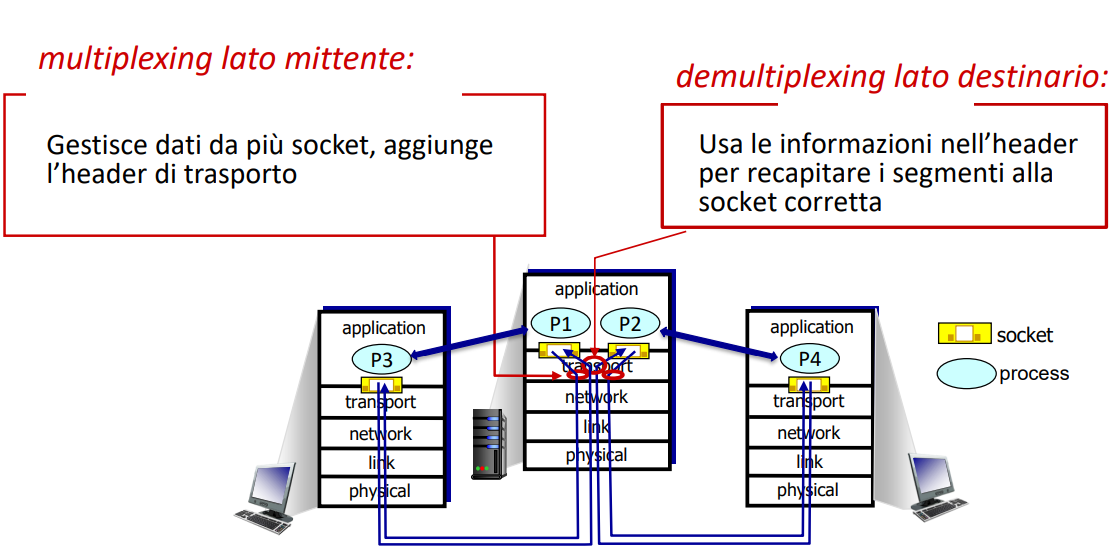 multiplexing lato mittente:
Gestisce dati da più socket, aggiunge
l’header di trasporto
demultiplexing lato destinario:
Usa le informazioni nell’header
per recapitare i segmenti alla
socket corretta
application
P3
transport
network
link
physical
application
P1
P2
transport
network
link
physical
application
P4
transport
network
link
physical
socket
process